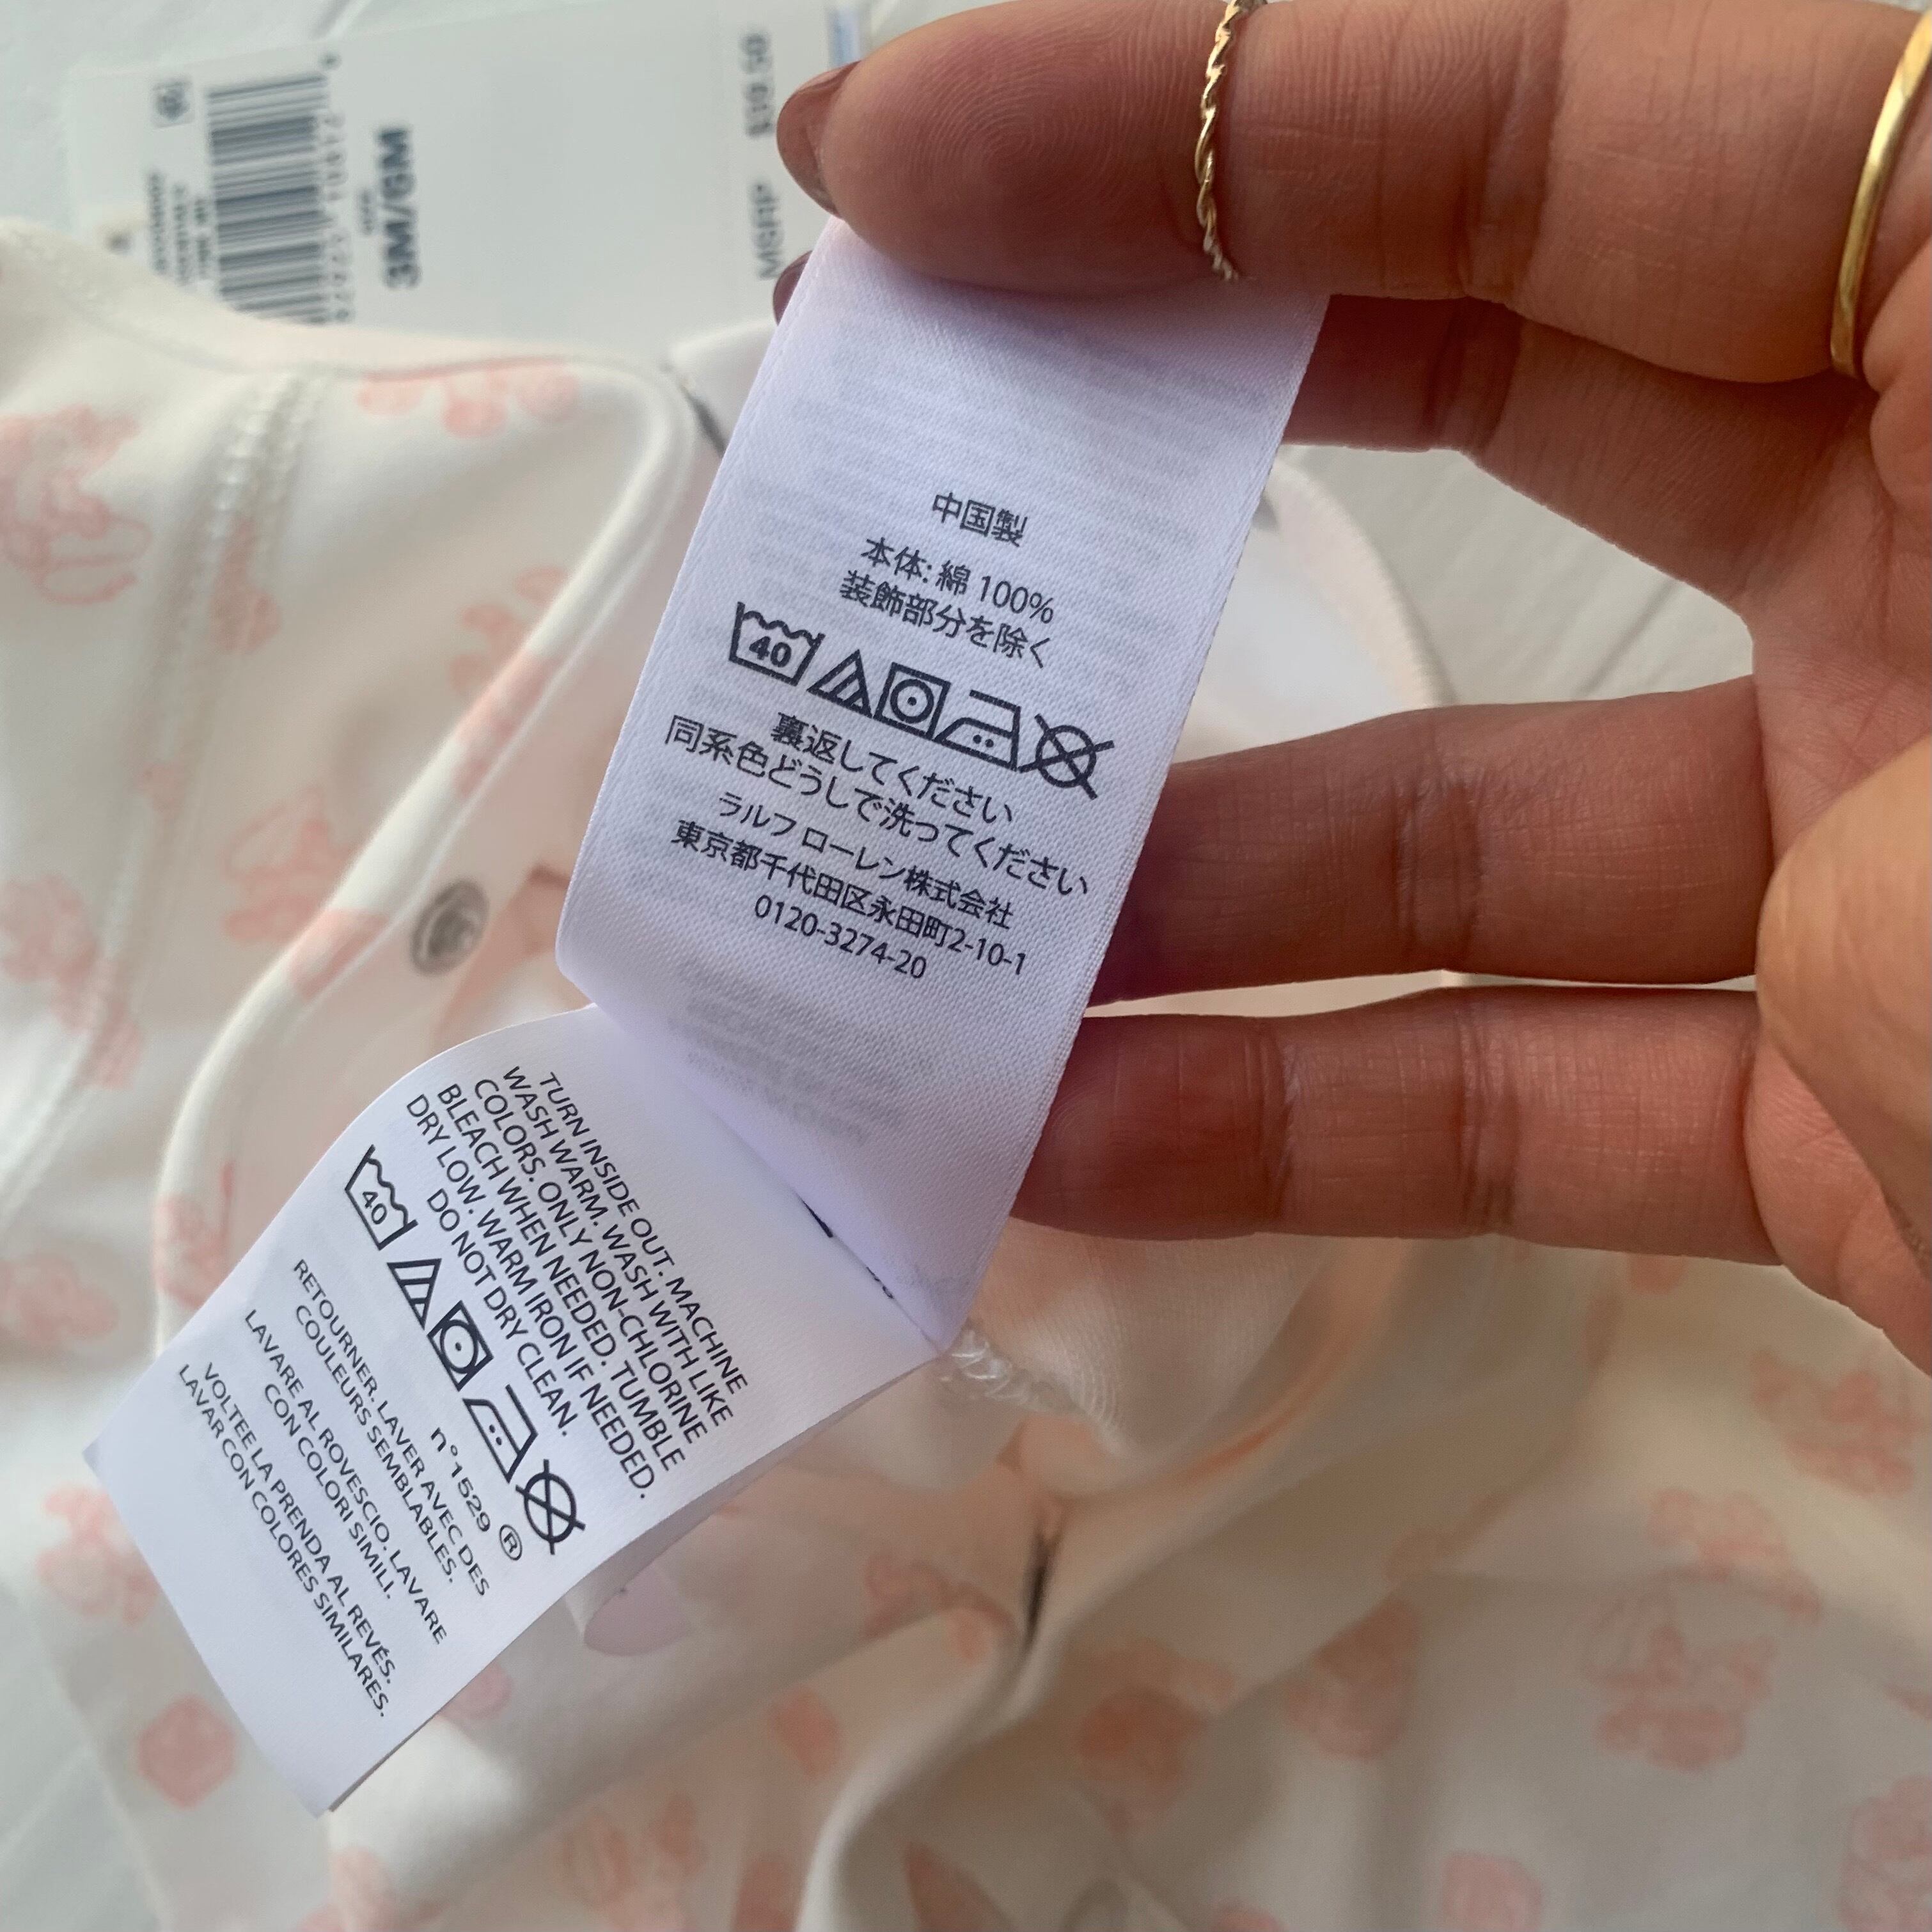 3M/6M
MSRP
$19.50
中国製
本体: 綿 100%
装飾部分を除く
40
裏返してください
同系色どうしで洗ってください
ラルフ ローレン株式会社
東京都千代田区永田町2-10-1
0120-3274-20
TURN INSIDE OUT. MACHINE
WASH WARM. WASH WITH LIKE
COLORS. ONLY NON-CHLORINE
BLEACH WHEN NEEDED. TUMBLE
DRY LOW. WARM IRON IF NEEDED.
DO NOT DRY CLEAN.
40
n° 1529 ®
RETOURNER. LAVER AVEC DES
COULEURS SEMBLABLES.
LAVARE AL ROVESCIO. LAVARE
CON COLORI SIMILI.
VOLTEE LA PRENDA AL REVÉS.
LAVAR CON COLORES SIMILARES.